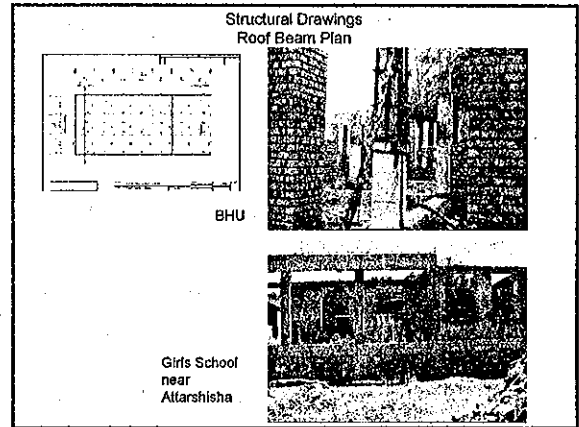 Structural Drawings
Roof Beam Plan
BHU
Girls School
near
Attarshisha